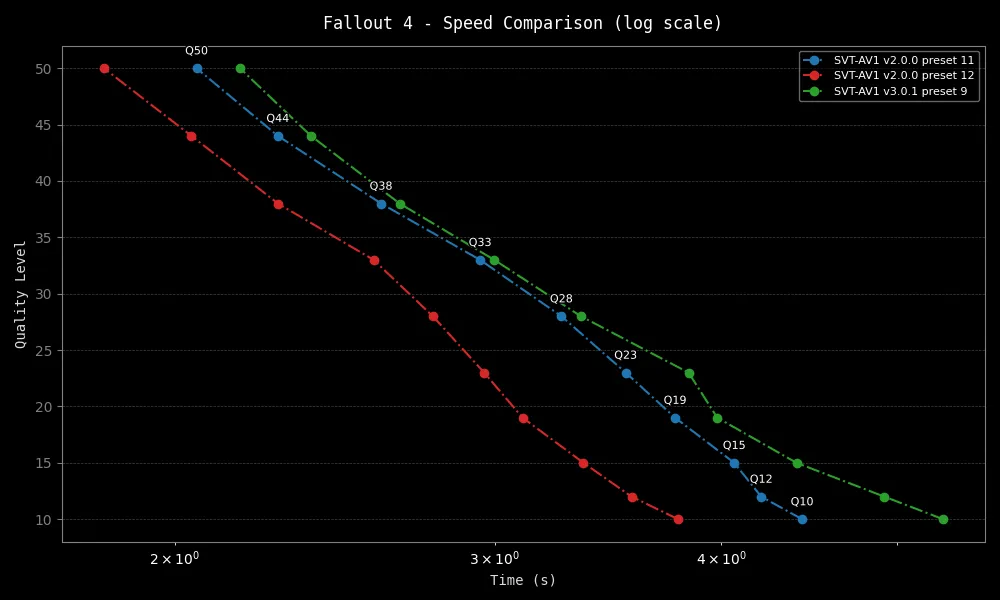 Fallout 4 - Speed Comparison (log scale)
SVT-AV1 v2.0.0 preset 11
SVT-AV1 v2.0.0 preset 12
SVT-AV1 v3.0.1 preset 9
Quality Level
50
45
40
35
30
25
20
15
10
Q50
Q44
Q38
Q33
Q28
Q23
Q19
Q15
Q12
Q10
2 × 10⁰
3 × 10⁰
4 × 10⁰
Time (s)